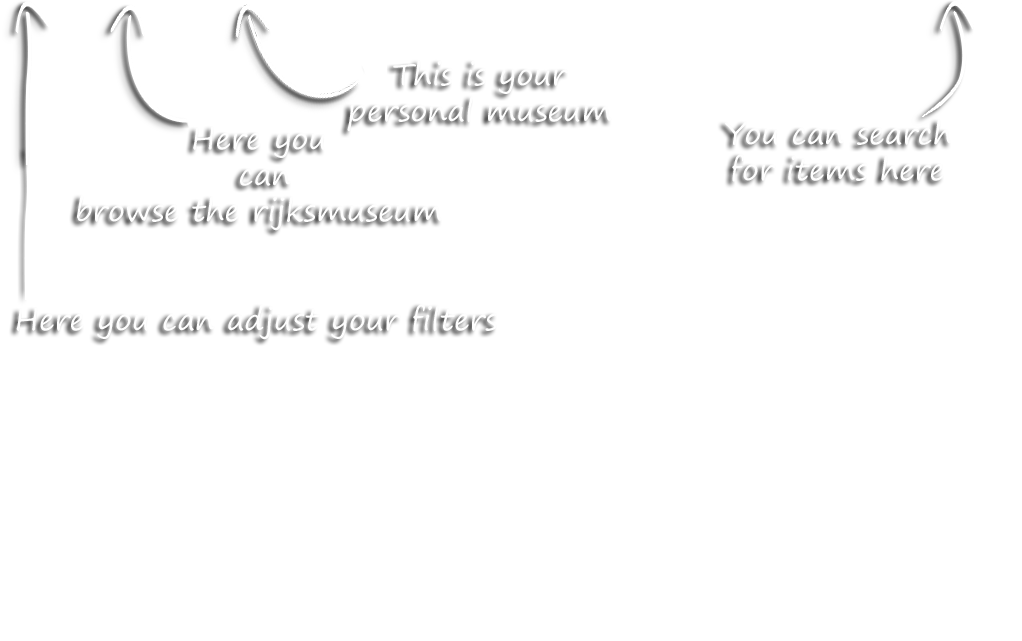 This is your
personal museum
Here you
can
browse the rijksmuseum
You can search
for items here
Here you can adjust your filters